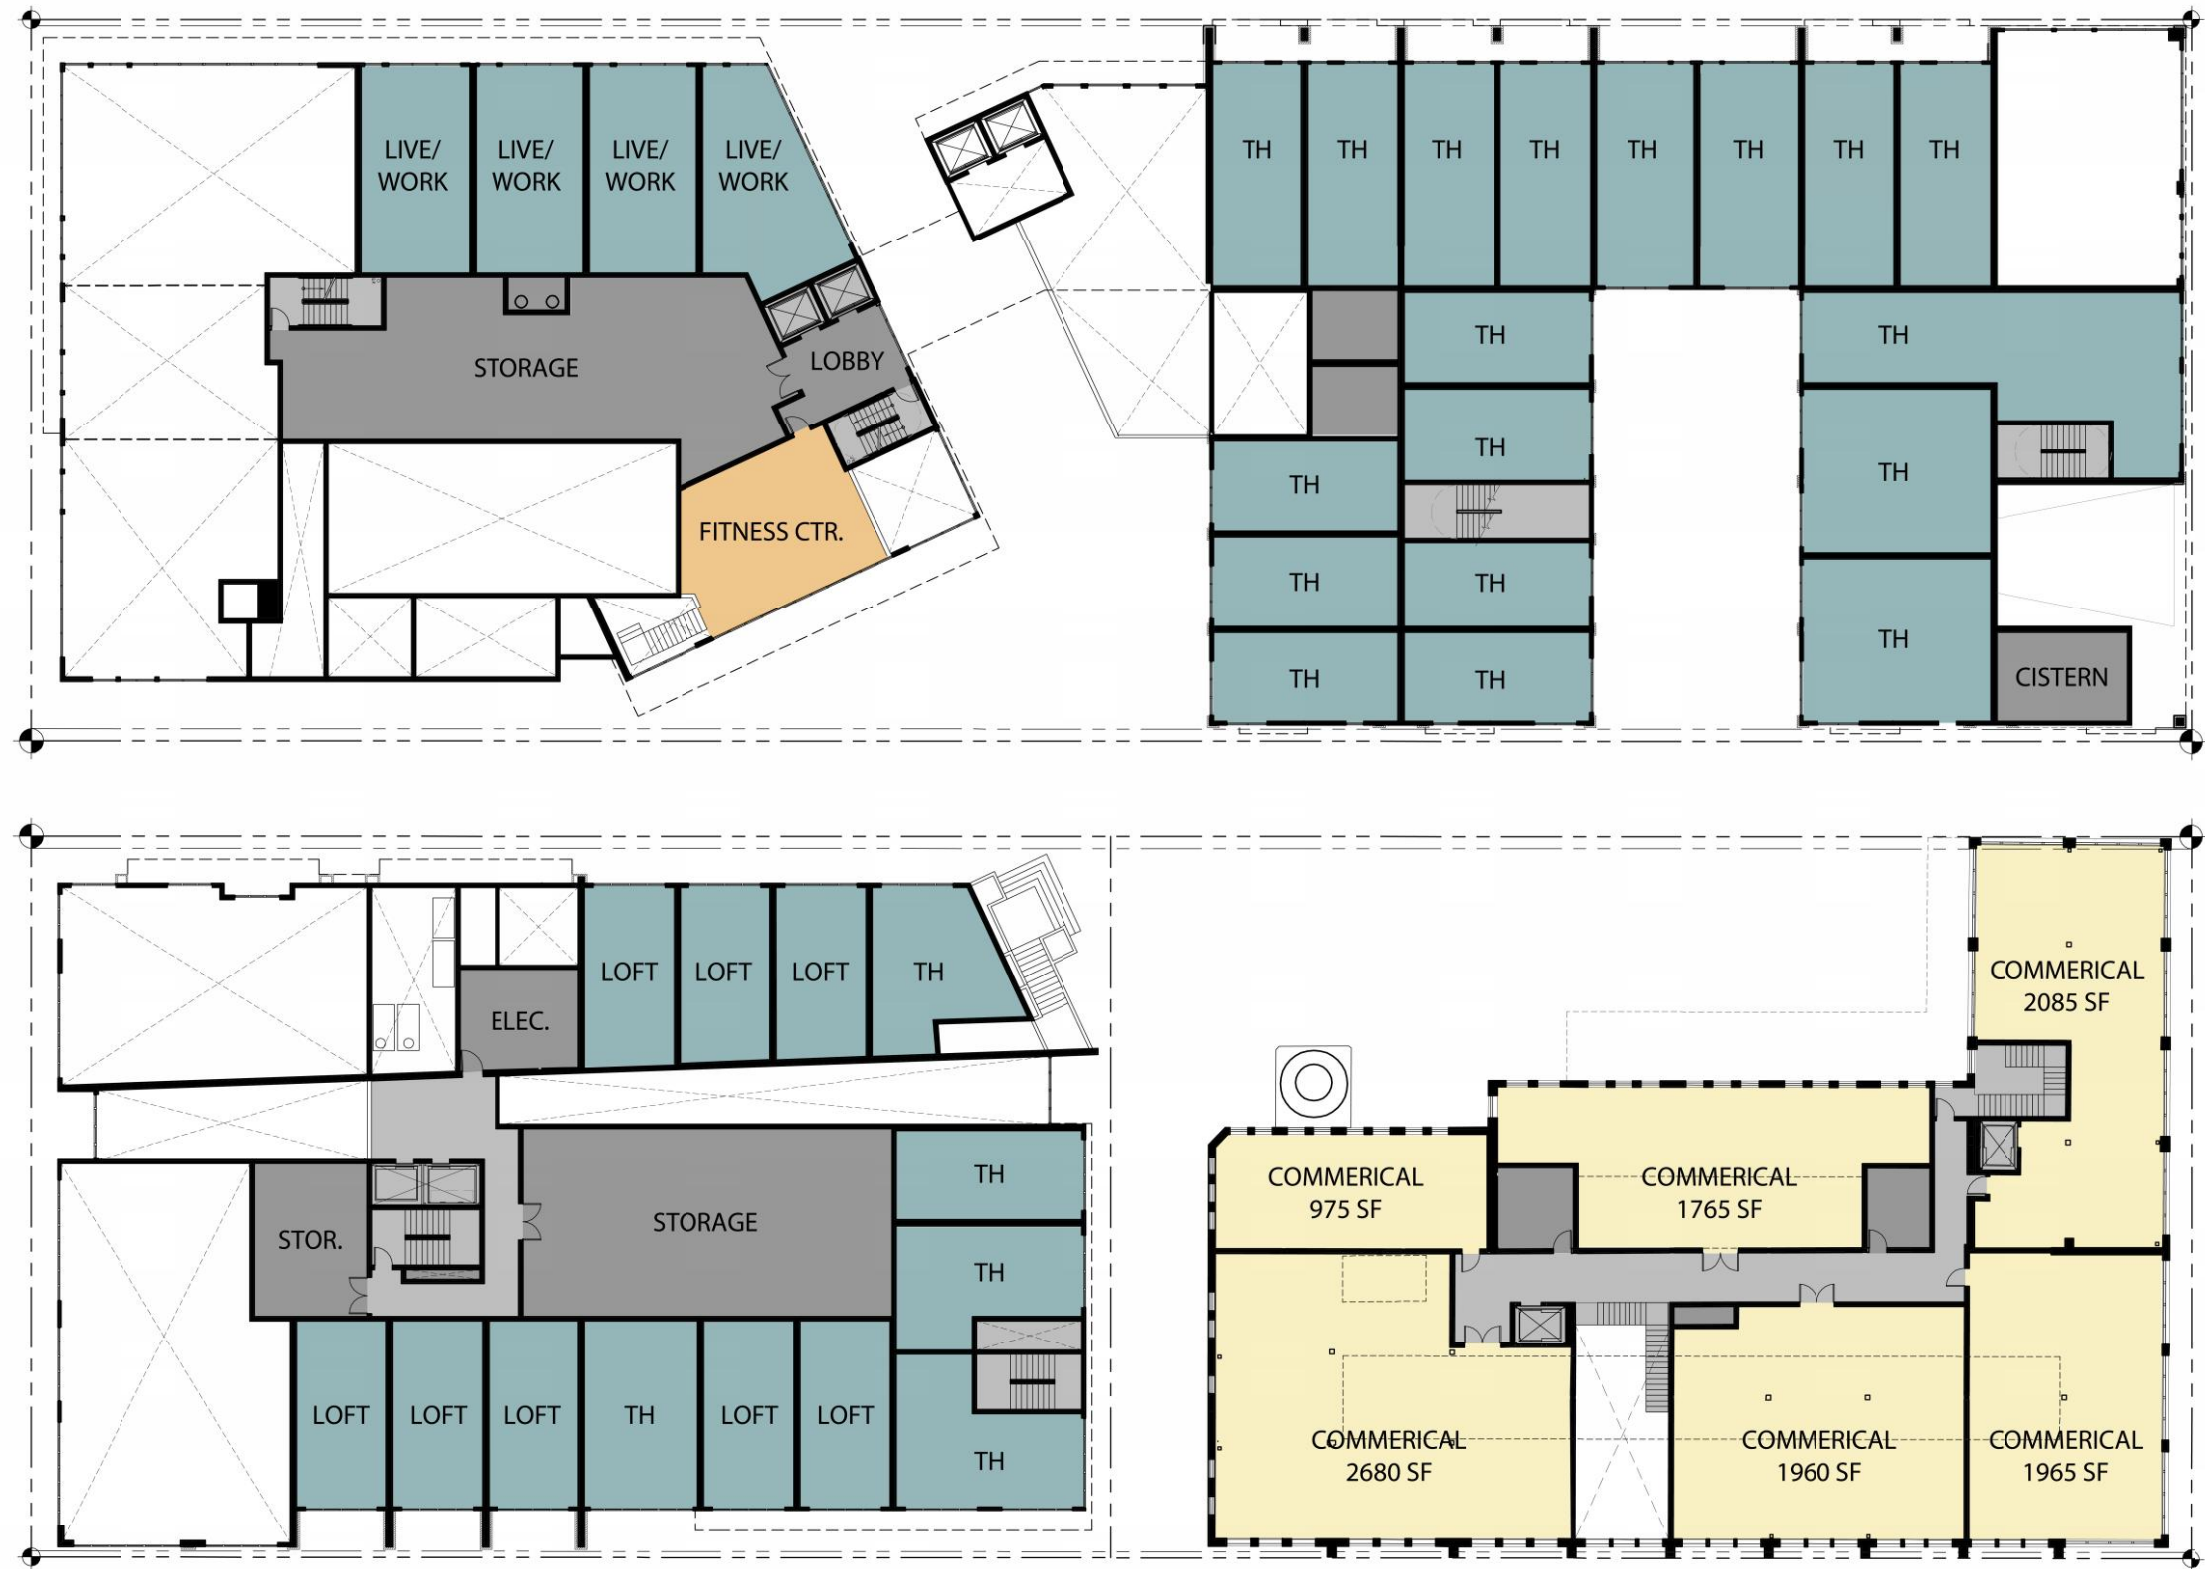 LIVE/
WORK
LIVE/
WORK
LIVE/
WORK
LIVE/
WORK
TH
TH
TH
TH
TH
TH
TH
TH
STORAGE
LOBBY
TH
TH
TH
TH
TH
TH
FITNESS CTR.
TH
TH
TH
TH
TH
CISTERN
LOFT
LOFT
LOFT
TH
ELEC.
COMMERICAL
2085 SF
TH
STOR.
STORAGE
TH
COMMERICAL
975 SF
COMMERICAL
1765 SF
LOFT
LOFT
LOFT
TH
LOFT
LOFT
TH
COMMERICAL
2680 SF
COMMERICAL
1960 SF
COMMERICAL
1965 SF